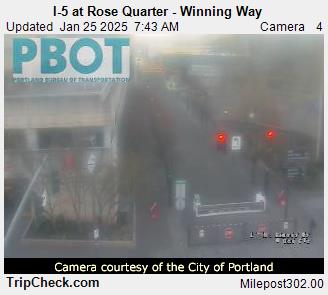 I-5 at Rose Quarter - Winning Way
Updated Jan 25 2025 7:43 AM Camera 4
PBOT
PORTLAND BUREAU OF TRANSPORTATION
Camera courtesy of the City of Portland
TripCheck.com Milepost302.00